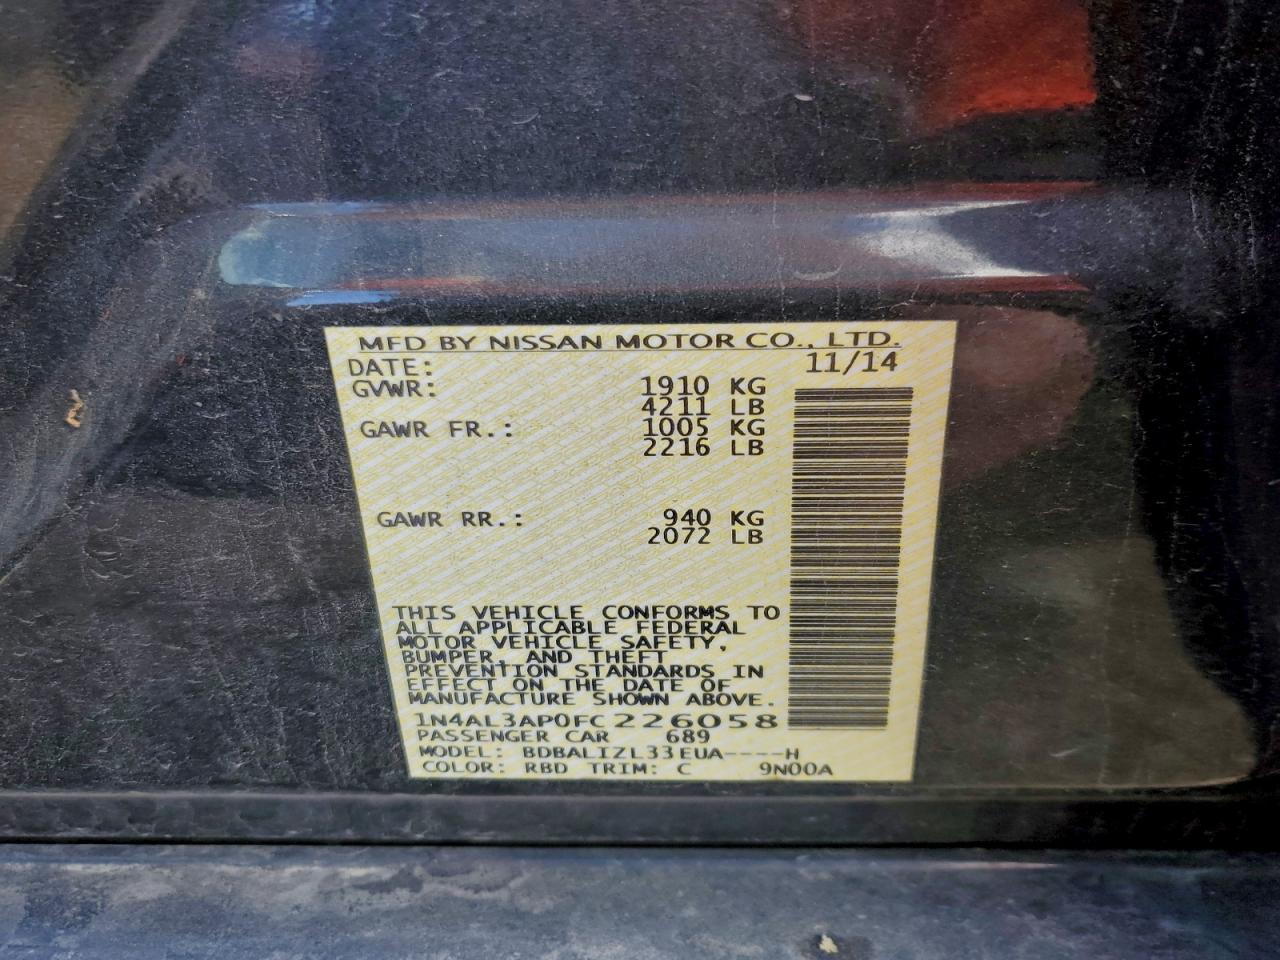 MFD BY NISSAN MOTOR CO., LTD.
DATE: 11/14
GVWR: 1910 KG
4211 LB
GAWR FR.: 1005 KG
2216 LB
GAWR RR.: 940 KG
2072 LB
THIS VEHICLE CONFORMS TO
ALL APPLICABLE FEDERAL
MOTOR VEHICLE SAFETY,
BUMPER, AND THEFT
PREVENTION STANDARDS IN
EFFECT ON THE DATE OF
MANUFACTURE SHOWN ABOVE.
1N4AL3AP0FC226058
PASSENGER CAR 689
MODEL: BDBALIZL33EUA----H
COLOR: RBD TRIM: C 9N00A